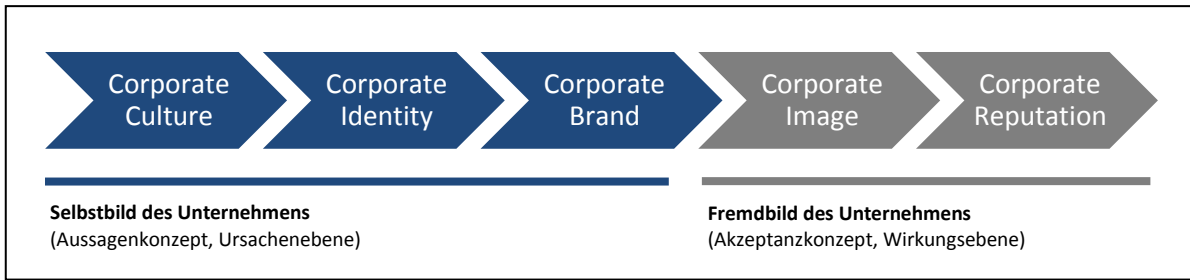 Corporate
Culture
Corporate
Identity
Corporate
Brand
Corporate
Image
Corporate
Reputation
Selbstbild des Unternehmens
(Aussagenkonzept, Ursachenebene)
Fremdbild des Unternehmens
(Akzeptanzkonzept, Wirkungsebene)